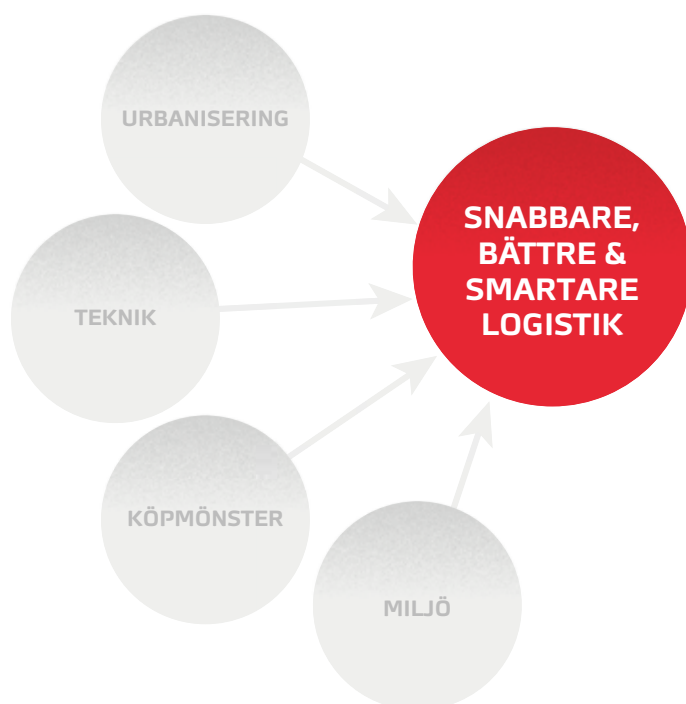 URBANISERING
SNABBARE,
BÄTTRE &
SMARTARE
LOGISTIK
TEKNIK
KÖPMÖNSTER
MILJÖ